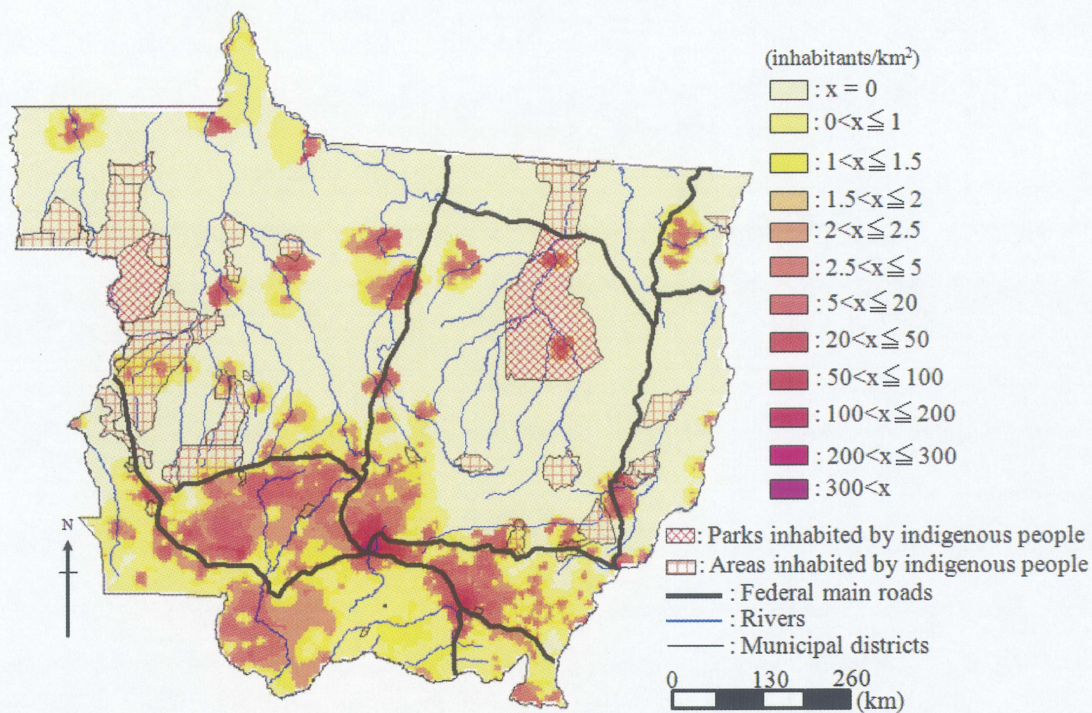 (inhabitants/km²)
: x = 0
: 0<x≦1
: 1<x≦1.5
: 1.5<x≦2
: 2<x≦2.5
: 2.5<x≦5
: 5<x≦20
: 20<x≦50
: 50<x≦100
: 100<x≦200
: 200<x≦300
: 300<x
N
: Parks inhabited by indigenous people
: Areas inhabited by indigenous people
: Federal main roads
: Rivers
: Municipal districts
0 130 260
(km)